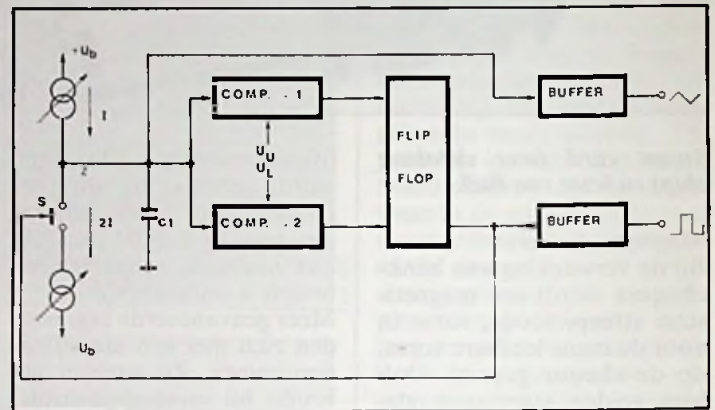 +Ub
I
COMP. 1
BUFFER
2
UU
UL
FLIP
FLOP
S
2I
C1
COMP. 2
BUFFER
Ub